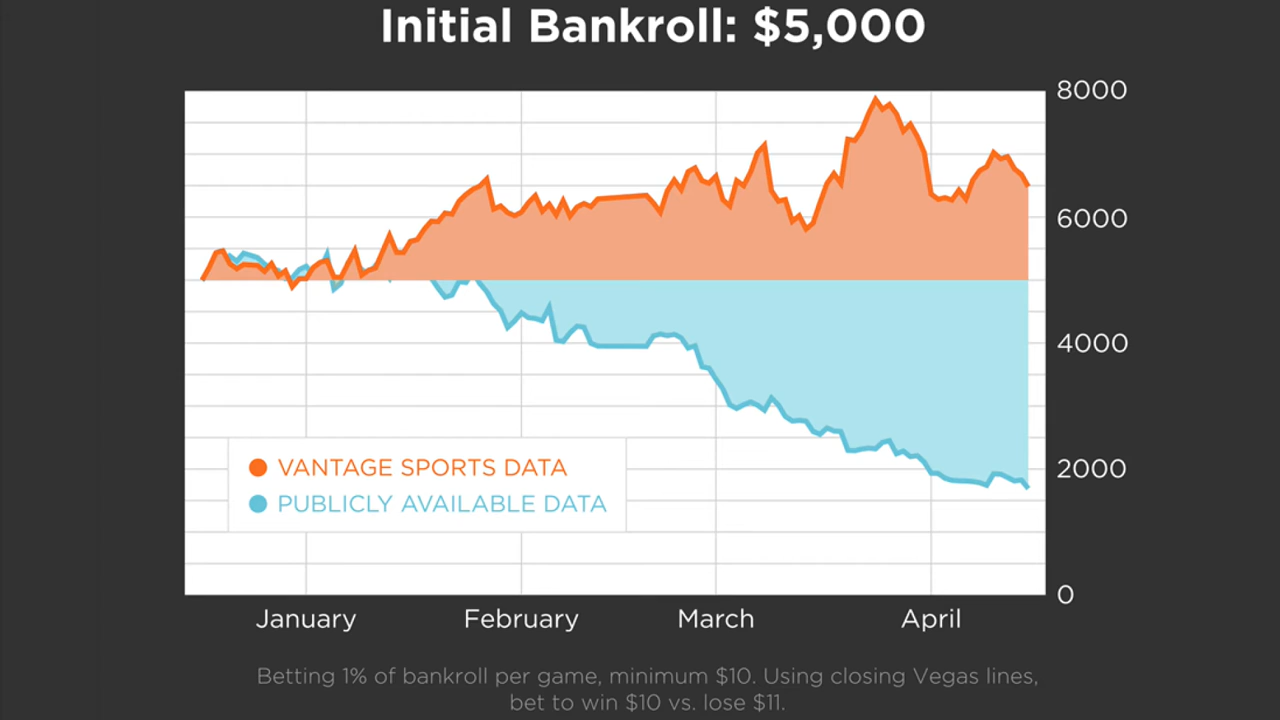 Initial Bankroll: $5,000
8000
6000
4000
2000
0
VANTAGE SPORTS DATA
PUBLICLY AVAILABLE DATA
January
February
March
April
Betting 1% of bankroll per game, minimum $10. Using closing Vegas lines,
bet to win $10 vs. lose $11.